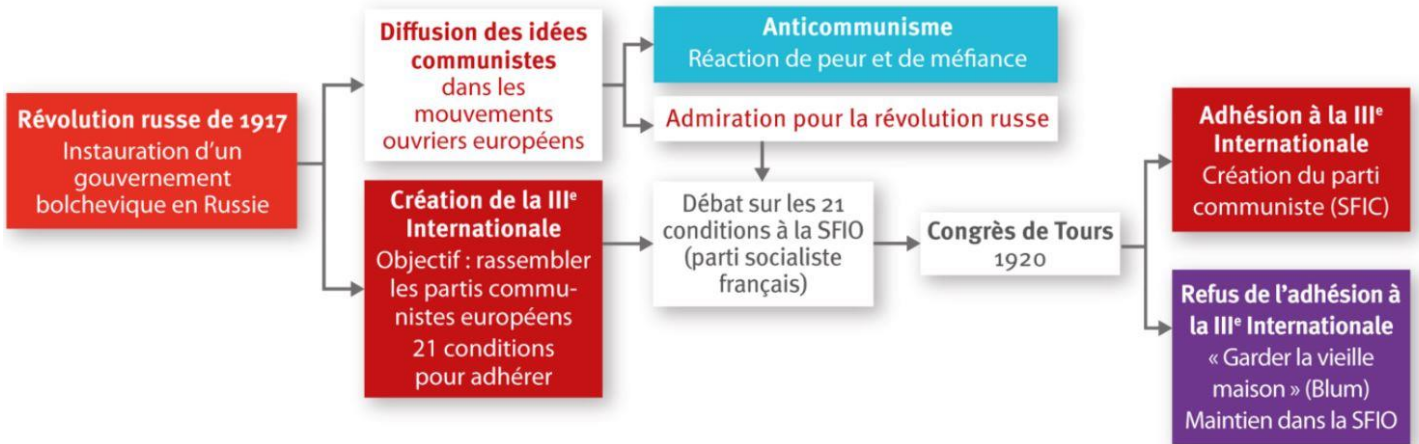 Révolution russe de 1917
Instauration d'un
gouvernement
bolchevique en Russie
Diffusion des idées
communistes
dans les
mouvements
ouvriers européens
Création de la IIIe
Internationale
Objectif : rassembler
les partis commu-
nistes européens
21 conditions
pour adhérer
Anticommunisme
Réaction de peur et de méfiance
Admiration pour la révolution russe
Débat sur les 21
conditions à la SFIO
(parti socialiste
français)
Congrès de Tours
1920
Adhésion à la IIIe
Internationale
Création du parti
communiste (SFIC)
Refus de l'adhésion à
la IIIe Internationale
« Garder la vieille
maison » (Blum)
Maintien dans la SFIO